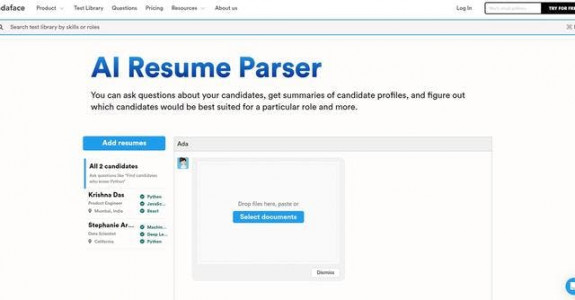 adaface Product Test Library Questions Pricing Resources About us Log In TRY FOR FREE
Search test library by skills or roles
AI Resume Parser
You can ask questions about your candidates, get summaries of candidate profiles, and figure out
which candidates would be best suited for a particular role and more.
Add resumes
Ada
All 2 candidates
Ask questions like "Find candidates
who know Python"
Krishna Das
Product Engineer
Mumbai, India
Python
JavaSc...
React
Stephanie Ar...
Data Scientist
California
Machin...
Deep Le...
Python
Drop files here, paste or
Select documents
Dismiss